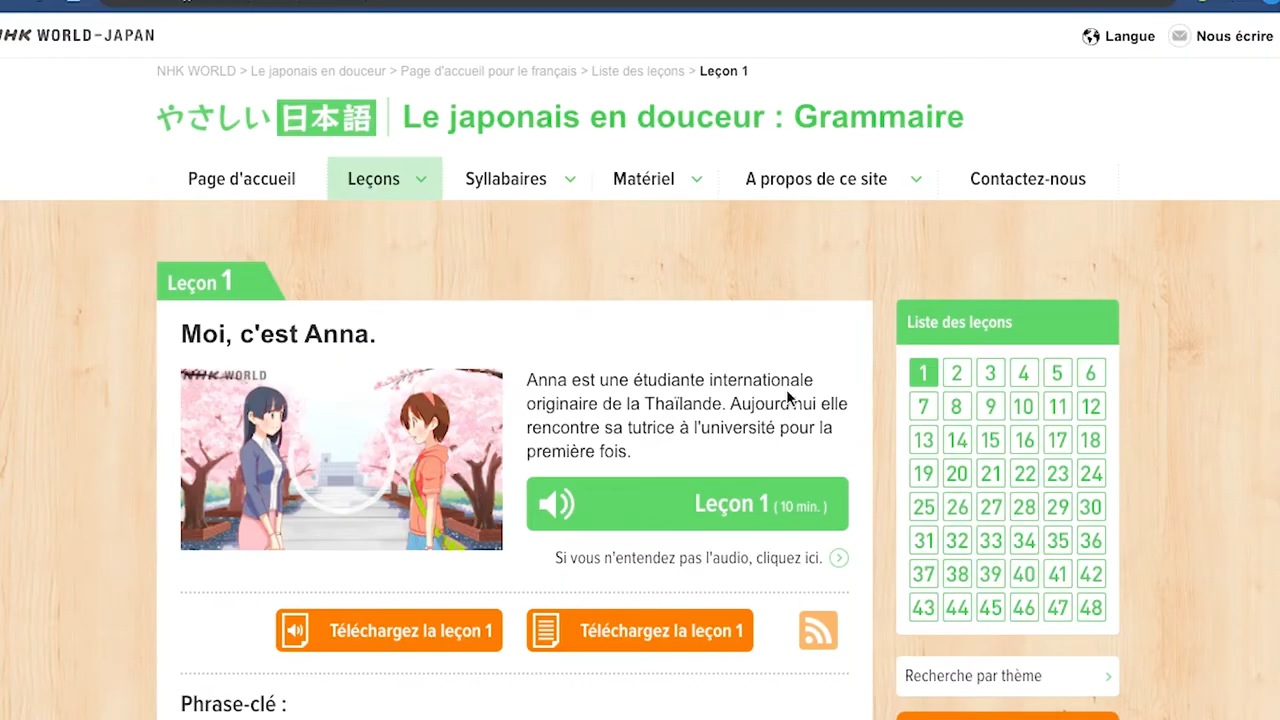 NHK WORLD-JAPAN
Langue
Nous écrire
NHK WORLD > Le japonais en douceur > Page d'accueil pour le français > Liste des leçons > Leçon 1
やさしい 日本語 Le japonais en douceur : Grammaire
Page d'accueil
Leçons
Syllabaires
Matériel
A propos de ce site
Contactez-nous
Leçon 1
Moi, c'est Anna.
NHK WORLD
Anna est une étudiante internationale
originaire de la Thaïlande. Aujourd'hui elle
rencontre sa tutrice à l'université pour la
première fois.
Leçon 1 ( 10 min. )
Si vous n'entendez pas l'audio, cliquez ici.
Téléchargez la leçon 1
Téléchargez la leçon 1
Phrase-clé :
Liste des leçons
1 2 3 4 5 6
7 8 9 10 11 12
13 14 15 16 17 18
19 20 21 22 23 24
25 26 27 28 29 30
31 32 33 34 35 36
37 38 39 40 41 42
43 44 45 46 47 48
Recherche par thème